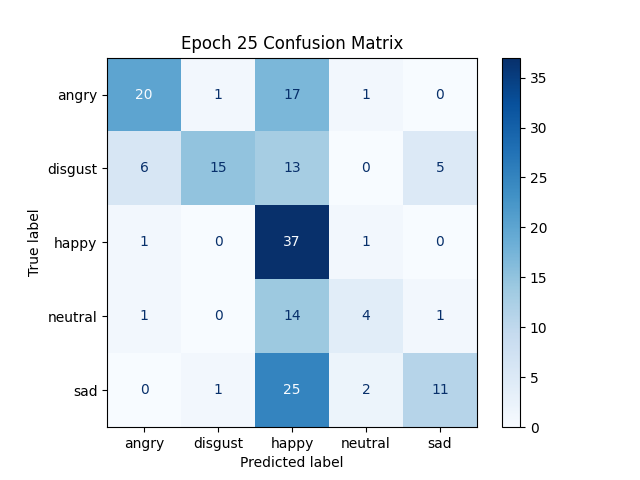 Epoch 25 Confusion Matrix
True label
angry 20 1 17 1 0
disgust 6 15 13 0 5
happy 1 0 37 1 0
neutral 1 0 14 4 1
sad 0 1 25 2 11
angry disgust happy neutral sad
Predicted label
35
30
25
20
15
10
5
0